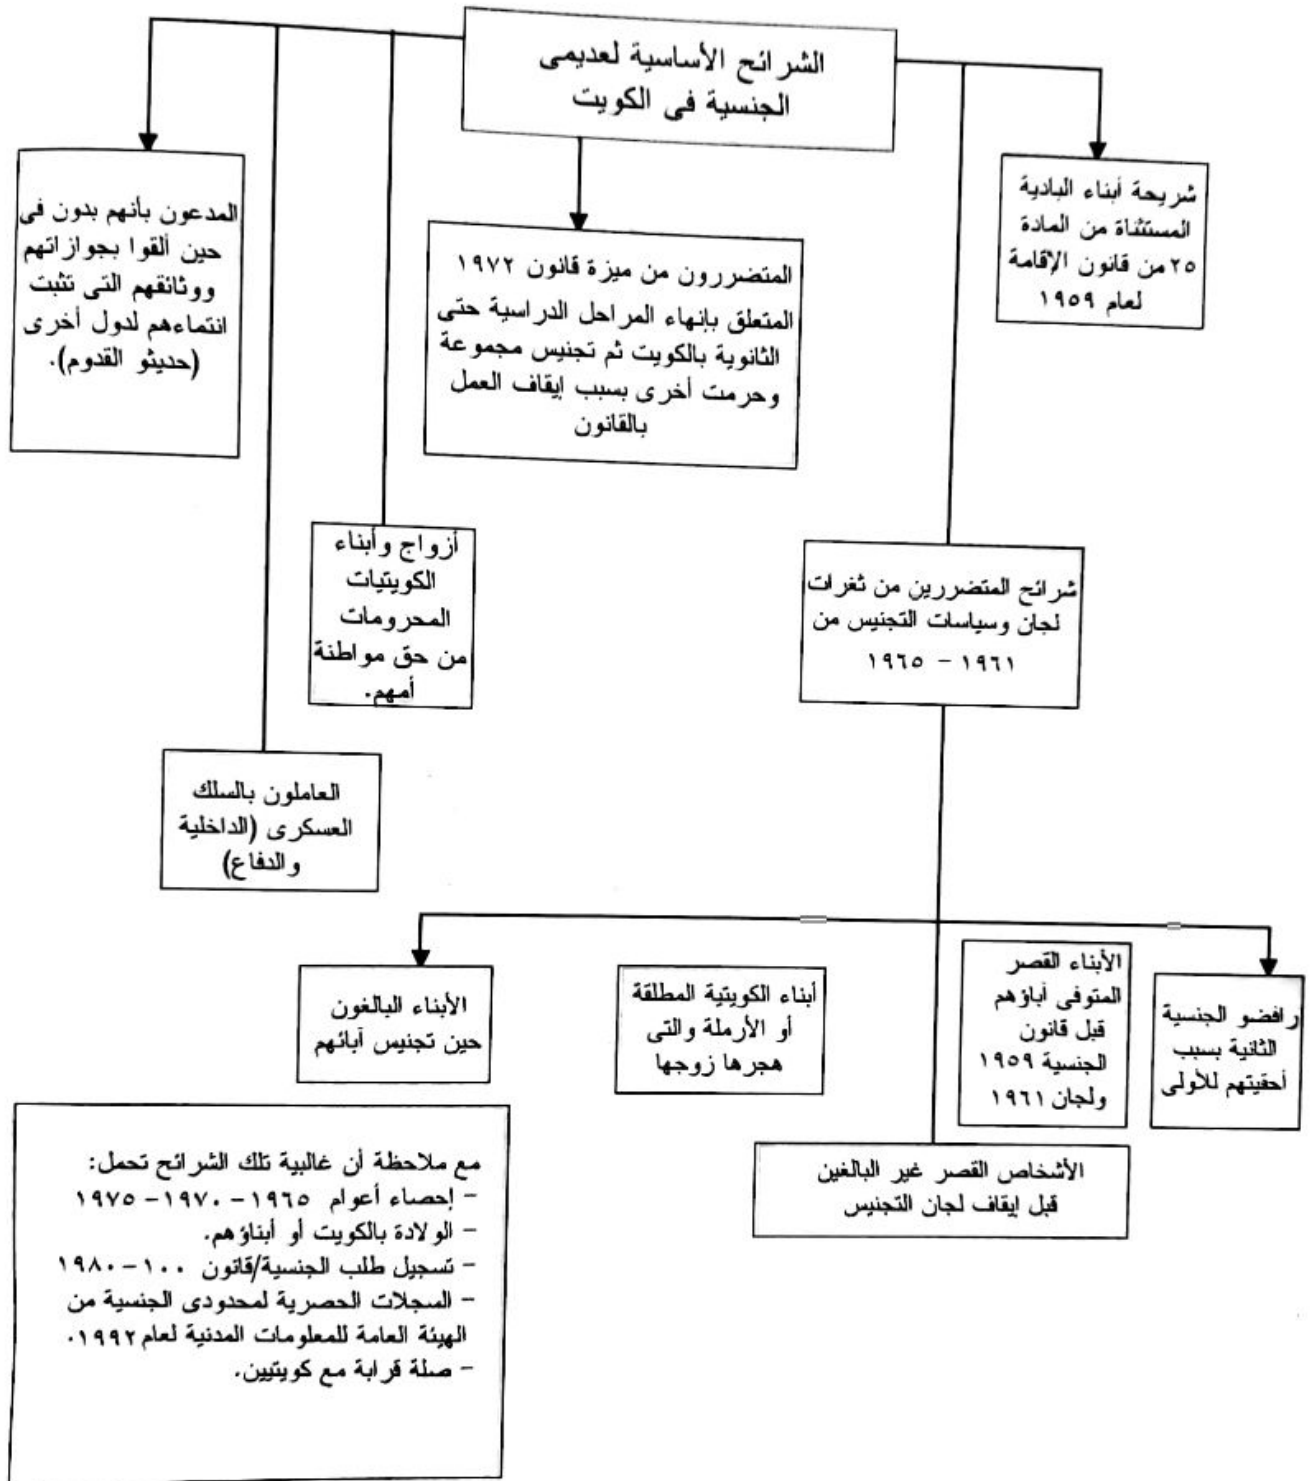 الشرائح الأساسية لعديمى
الجنسية فى الكويت
شريحة أبناء البادية
المستثناة من المادة
٢٥ من قانون الإقامة
لعام ١٩٥٩
المتضررون من ميزة قانون ١٩٧٢
المتعلق بإنهاء المراحل الدراسية حتى
الثانوية بالكويت ثم تجنيس مجموعة
وحرمت أخرى بسبب إيقاف العمل
بالقانون
المدعون بأنهم بدون فى
حين ألقوا بجوازاتهم
ووثائقهم التى تثبت
انتماءهم لدول أخرى
(حديثو القدوم).
شرائح المتضررين من ثغرات
لجان وسياسات التجنيس من
١٩٦١ – ١٩٦٥
أزواج وأبناء
الكويتيات
المحرومات
من حق مواطنة
أمهم.
العاملون بالسلك
العسكرى (الداخلية
والدفاع)
رافضو الجنسية
الثانية بسبب
أحقيتهم للأولى
الأبناء القصر
المتوفى آباؤهم
قبل قانون
الجنسية ١٩٥٩
ولجان ١٩٦١
أبناء الكويتية المطلقة
أو الأرملة والتى
هجرها زوجها
الأبناء البالغون
حين تجنيس آبائهم
الأشخاص القصر غير البالغين
قبل إيقاف لجان التجنيس
مع ملاحظة أن غالبية تلك الشرائح تحمل:
– إحصاء أعوام ١٩٦٥– ١٩٧٠– ١٩٧٥
– الولادة بالكويت أو أبناؤهم.
– تسجيل طلب الجنسية/قانون ١٠٠–١٩٨٠
– السجلات الحصرية لمحدودى الجنسية من
الهيئة العامة للمعلومات المدنية لعام ١٩٩٢.
– صلة قرابة مع كويتيين.